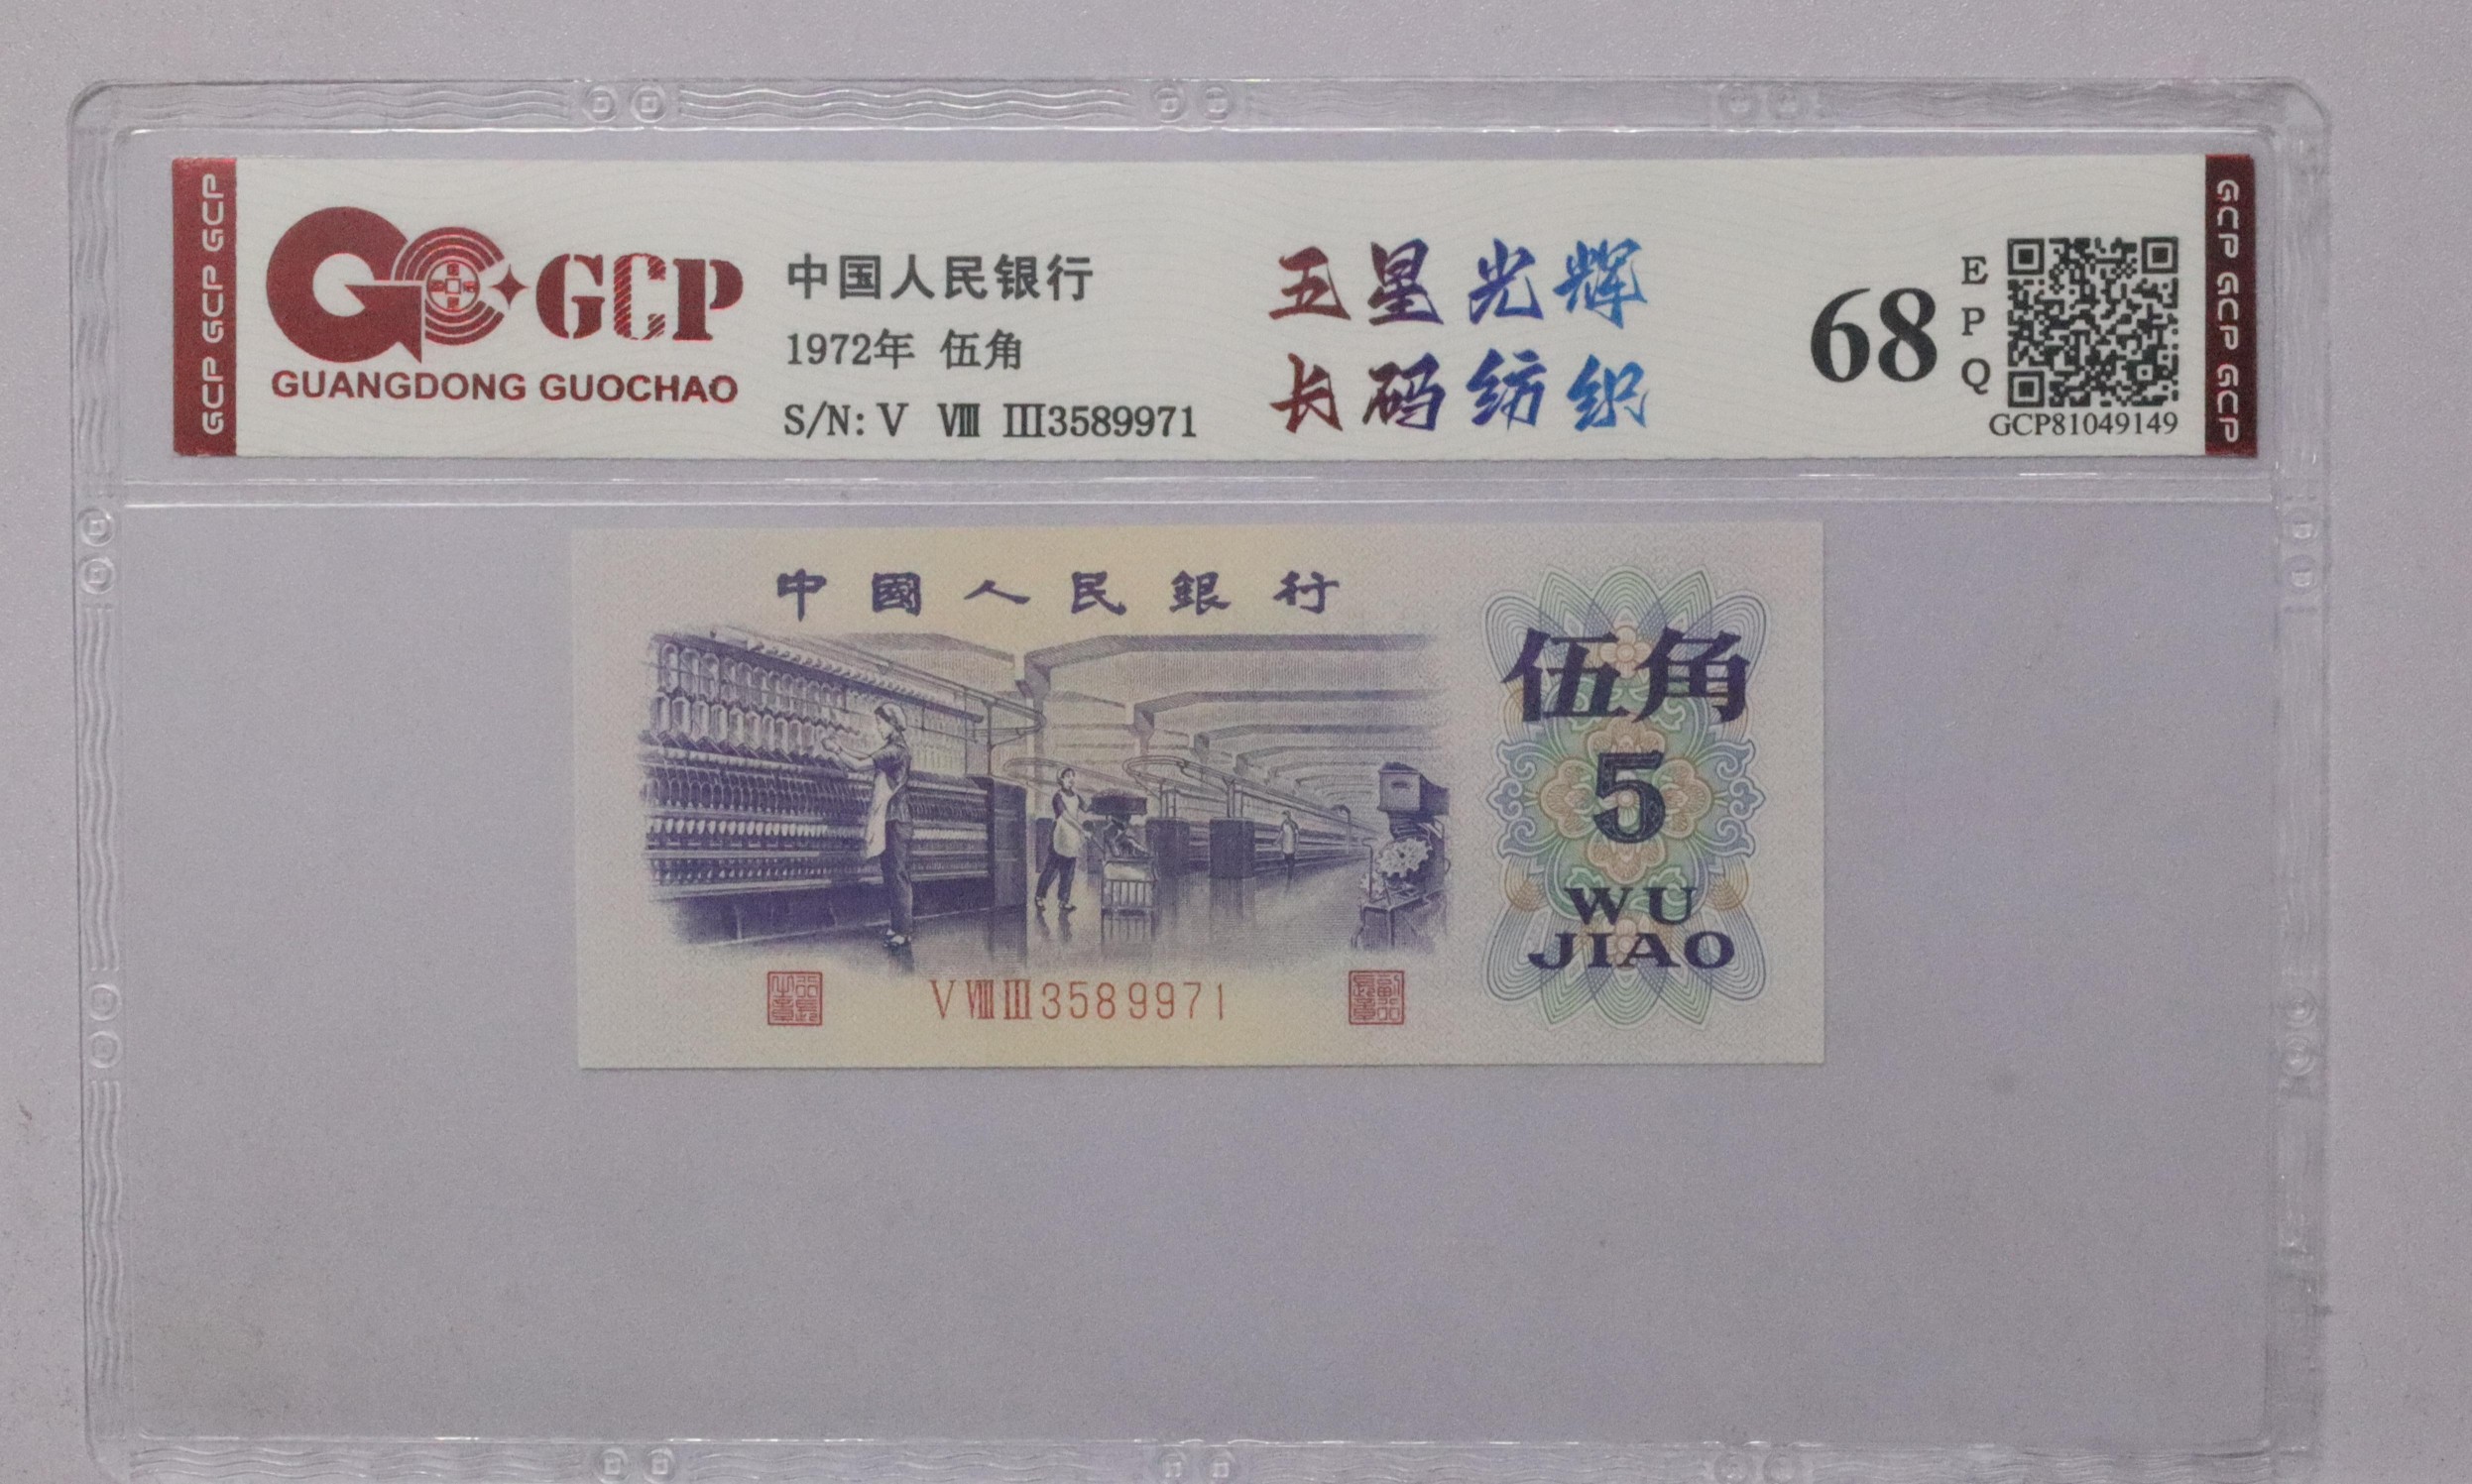 GCP GCP GCP
GCP
GUANGDONG GUOCHAO
中国人民银行
1972年 伍角
S/N: V Ⅷ Ⅲ3589971
五星光辉
长码纺织
68
E
P
Q
GCP81049149
GCP GCP GCP
中國人民銀行
伍角
5
WU
JIAO
V Ⅷ Ⅲ 3589971